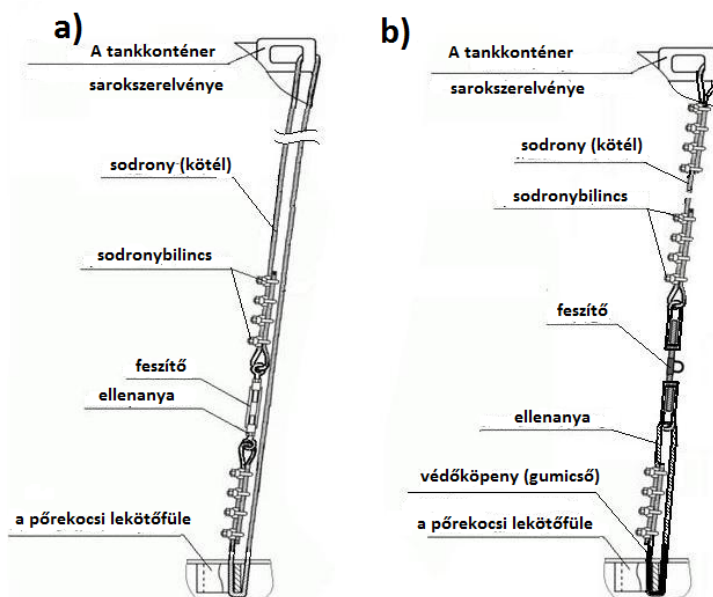 a)
A tankkonténer
sarokszerelvénye
sodrony (kötél)
sodronybilincs
feszítő
ellenanya
a pőrekocsi lekötőfüle
b)
A tankkonténer
sarokszerelvénye
sodrony (kötél)
sodronybilincs
feszítő
ellenanya
védőköpeny (gumicső)
a pőrekocsi lekötőfüle